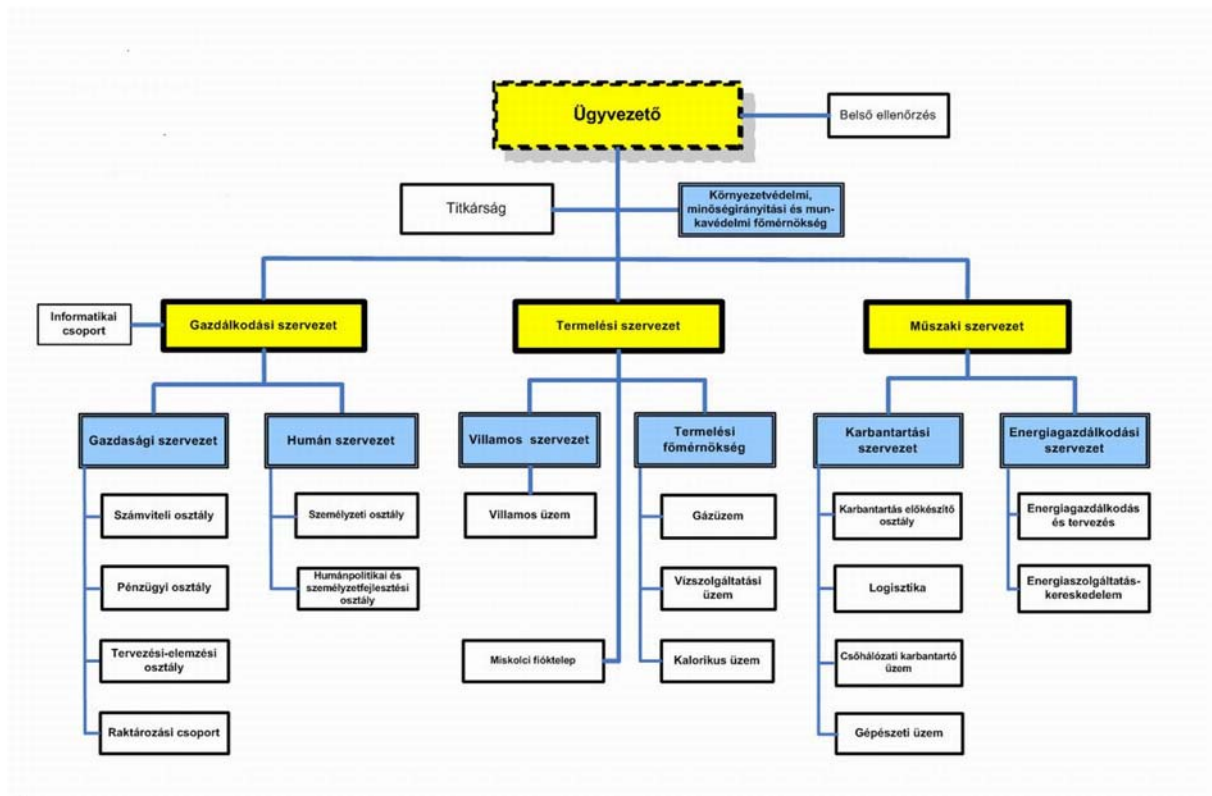 Ügyvezető
Belső ellenőrzés
Titkárság
Környezetvédelmi,
minőségirányítási és mun-
kavédelmi főmérnökség
Informatikai
csoport
Gazdálkodási szervezet
Termelési szervezet
Műszaki szervezet
Gazdasági szervezet
Humán szervezet
Villamos szervezet
Termelési
főmérnökség
Karbantartási
szervezet
Energiagazdálkodási
szervezet
Számviteli osztály
Személyzeti osztály
Villamos üzem
Gázüzem
Karbantartás előkészítő
osztály
Energiagazdálkodás
és tervezés
Pénzügyi osztály
Humánpolitikai és
személyzetfejlesztési
osztály
Vízszolgáltatási
üzem
Logisztika
Energiaszolgáltatás-
kereskedelem
Tervezési-elemzési
osztály
Miskolci fióktelep
Kalorikus üzem
Csőhálózati karbantartó
üzem
Raktározási csoport
Gépészeti üzem